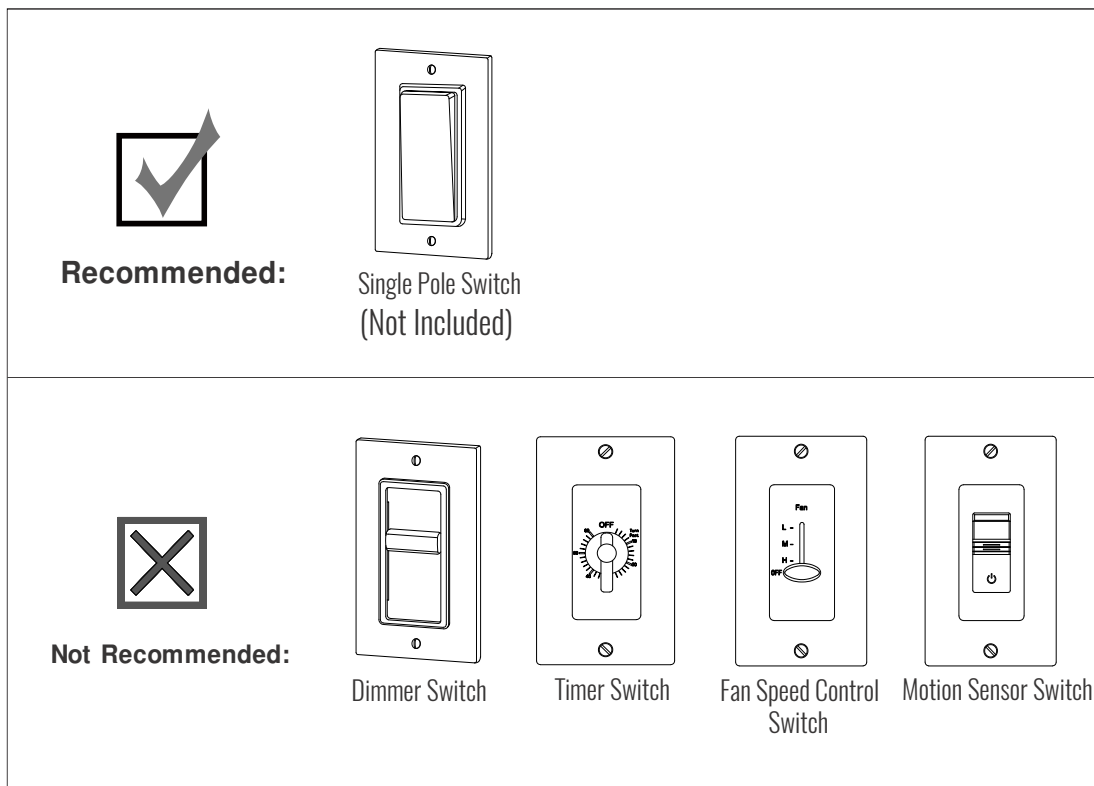 Recommended:
Single Pole Switch
(Not Included)
Not Recommended:
OFF
Fan
L
M
H
OFF
Dimmer Switch
Timer Switch
Fan Speed Control
Switch
Motion Sensor Switch